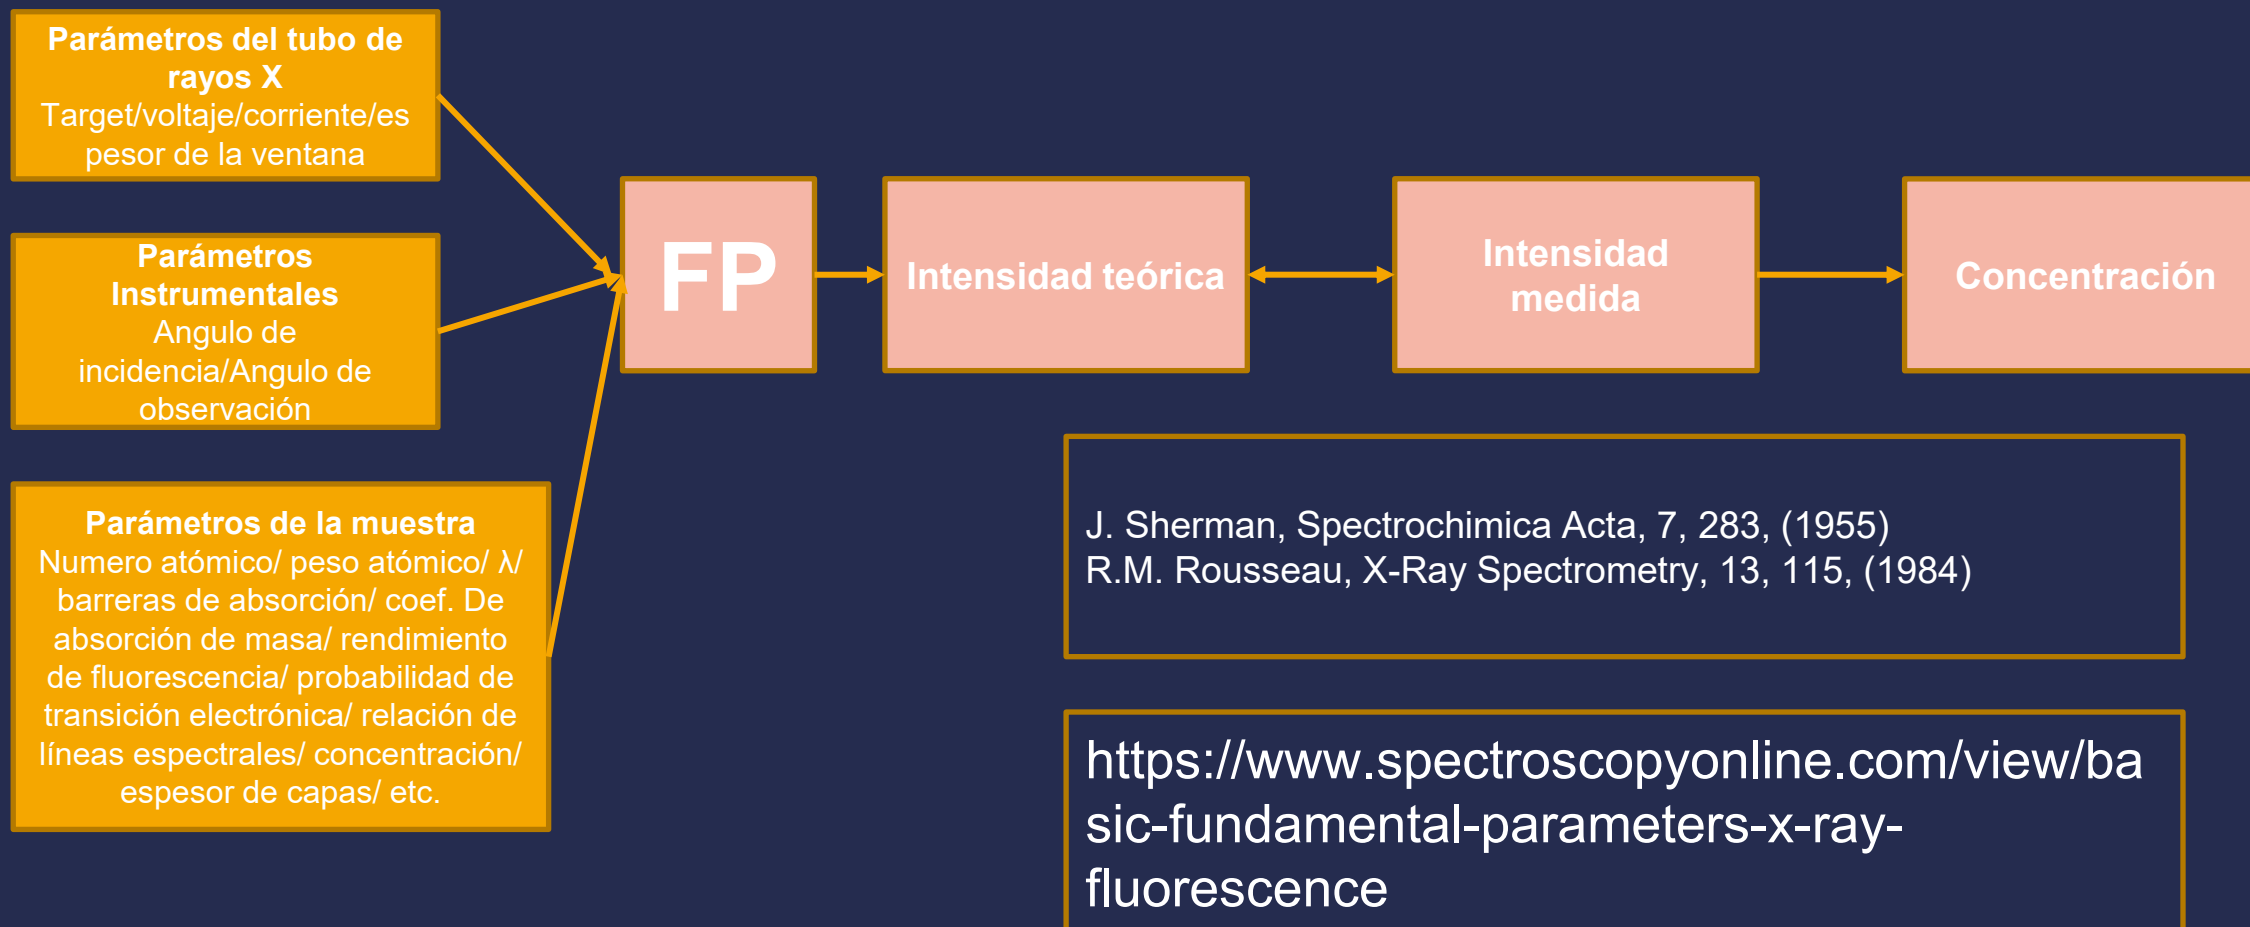 Parámetros del tubo de
rayos X
Target/voltaje/corriente/es
pesor de la ventana
Parámetros
Instrumentales
Angulo de
incidencia/Angulo de
observación
Parámetros de la muestra
Numero atómico/ peso atómico/ λ/
barreras de absorción/ coef. De
absorción de masa/ rendimiento
de fluorescencia/ probabilidad de
transición electrónica/ relación de
líneas espectrales/ concentración/
espesor de capas/ etc.
FP
Intensidad teórica
Intensidad
medida
Concentración
J. Sherman, Spectrochimica Acta, 7, 283, (1955)
R.M. Rousseau, X-Ray Spectrometry, 13, 115, (1984)
https://www.spectroscopyonline.com/view/ba
sic-fundamental-parameters-x-ray-
fluorescence